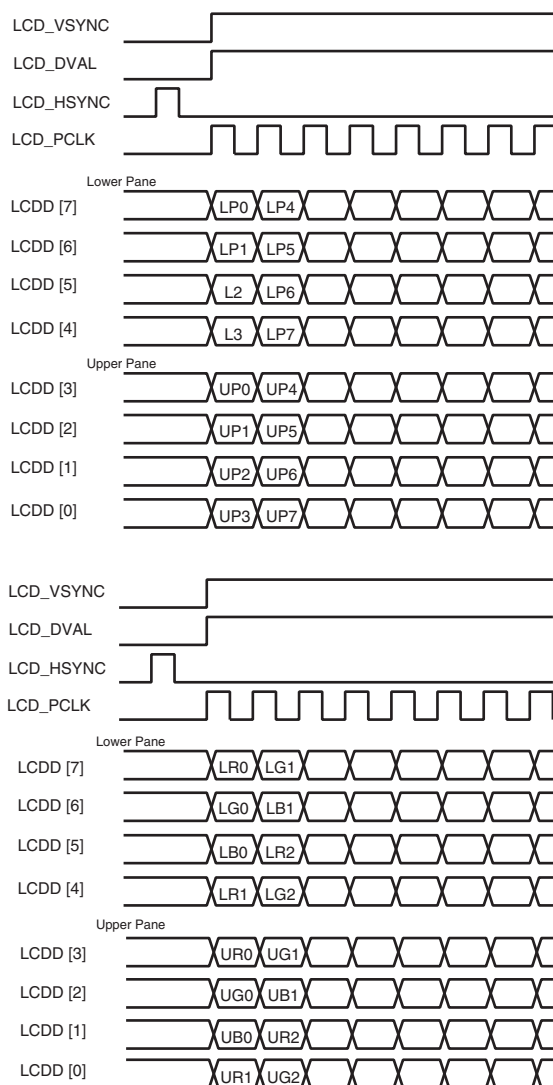 LCD_VSYNC
LCD_DVAL
LCD_HSYNC
LCD_PCLK
Lower Pane
LCDD [7] LP0 LP4
LCDD [6] LP1 LP5
LCDD [5] L2 LP6
LCDD [4] L3 LP7
Upper Pane
LCDD [3] UP0 UP4
LCDD [2] UP1 UP5
LCDD [1] UP2 UP6
LCDD [0] UP3 UP7
LCD_VSYNC
LCD_DVAL
LCD_HSYNC
LCD_PCLK
Lower Pane
LCDD [7] LR0 LG1
LCDD [6] LG0 LB1
LCDD [5] LB0 LR2
LCDD [4] LR1 LG2
Upper Pane
LCDD [3] UR0 UG1
LCDD [2] UG0 UB1
LCDD [1] UB0 UR2
LCDD [0] UR1 UG2